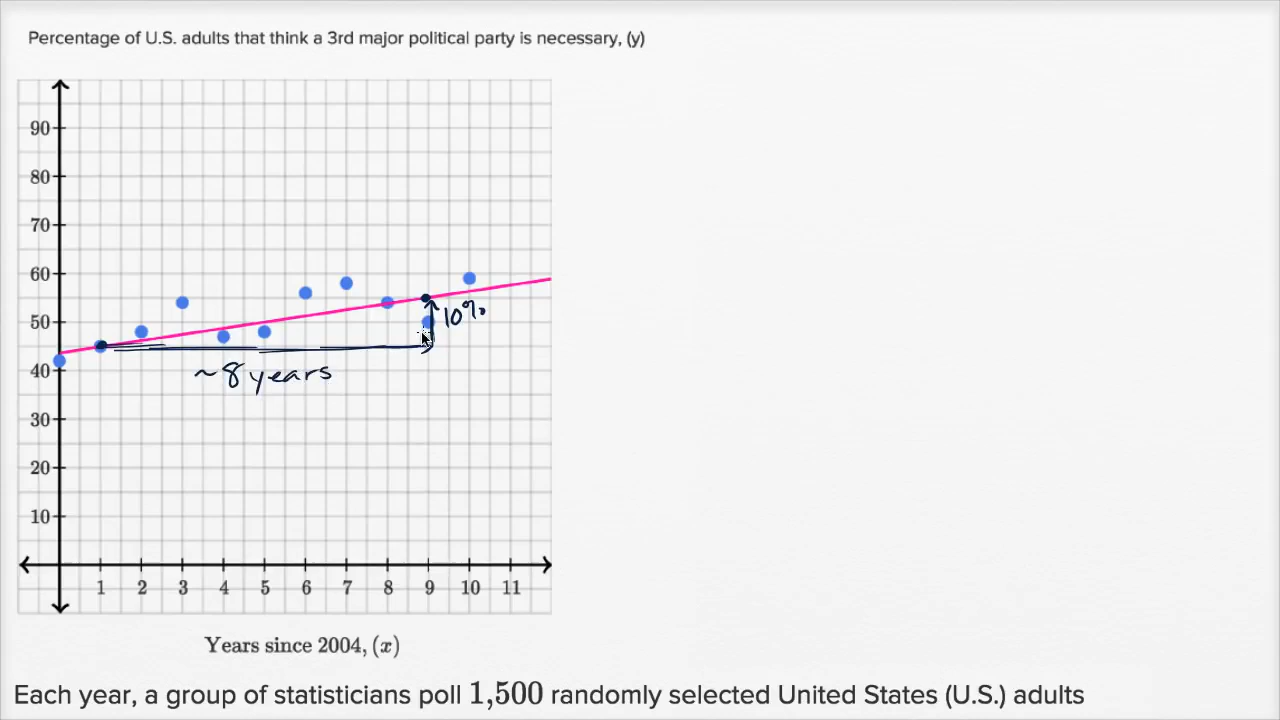 Percentage of U.S. adults that think a 3rd major political party is necessary, (y)
90
80
70
60
50
40
30
20
10
10%
~8 years
1 2 3 4 5 6 7 8 9 10 11
Years since 2004, (x)
Each year, a group of statisticians poll 1,500 randomly selected United States (U.S.) adults